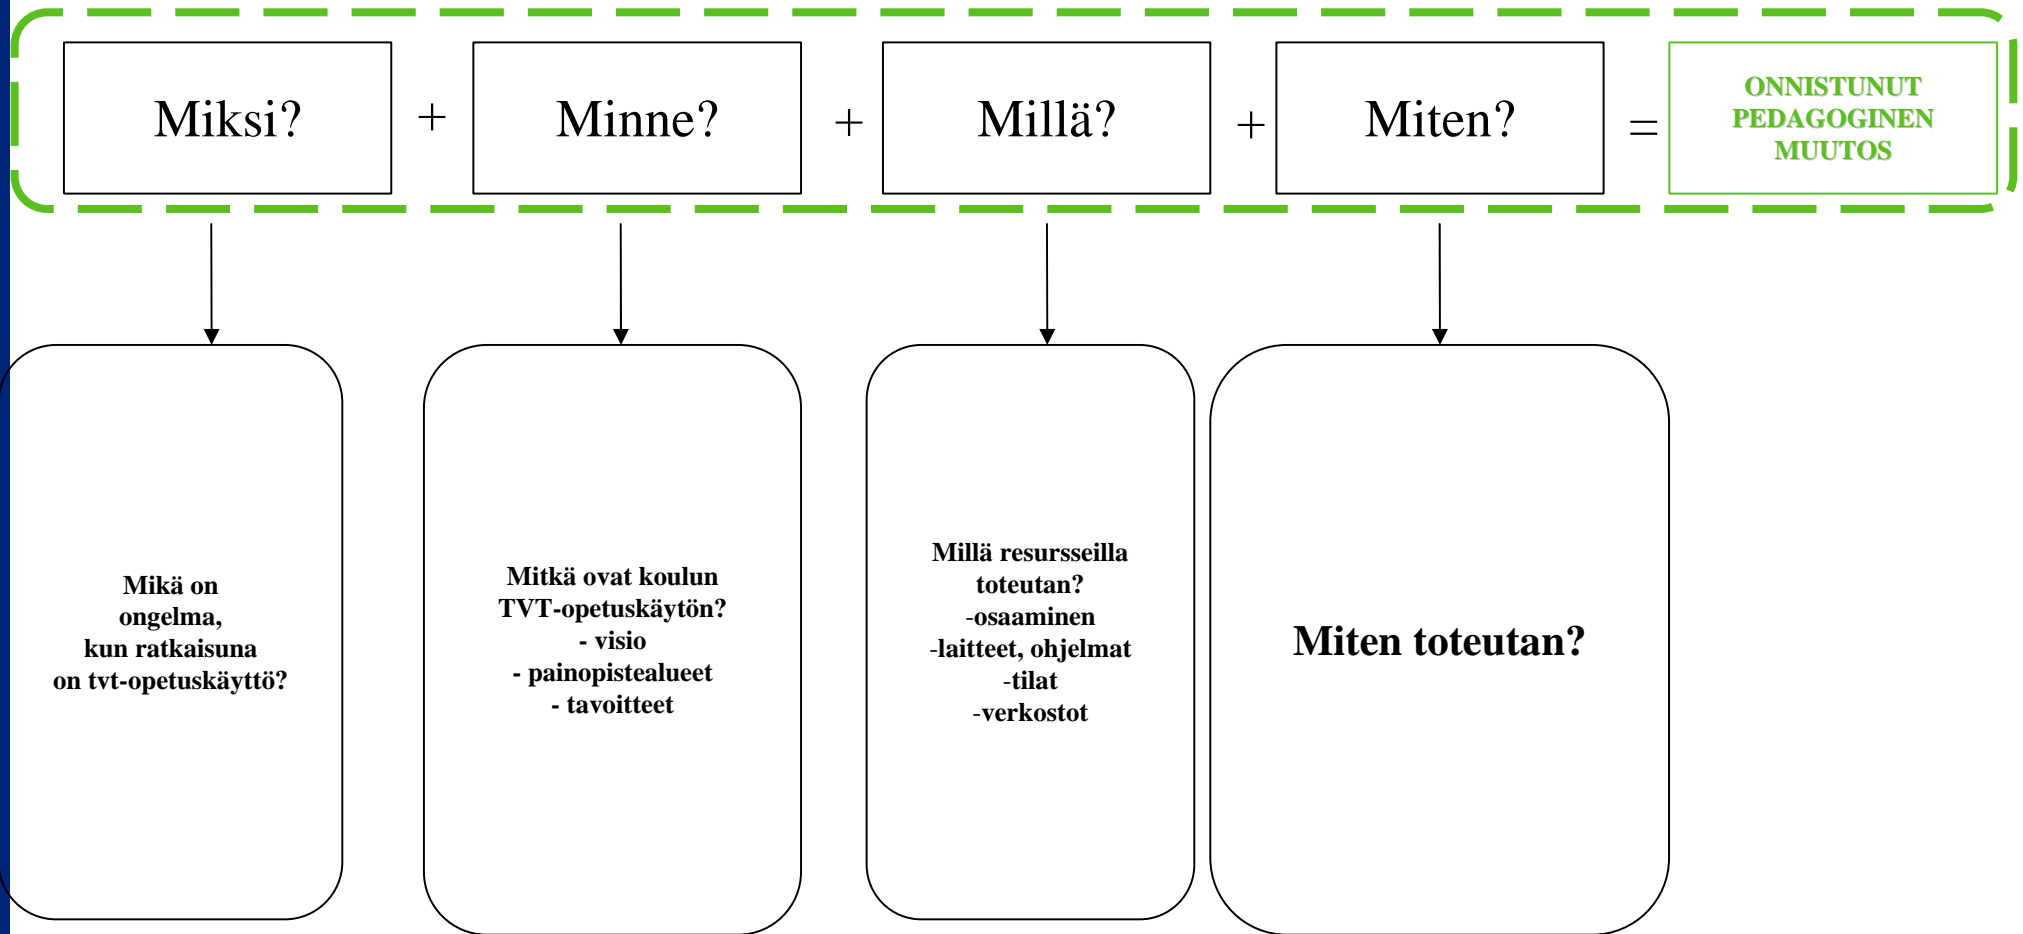 Miksi? + Minne? + Millä? + Miten? =
ONNISTUNUT
PEDAGOGINEN
MUUTOS
Mikä on
ongelma,
kun ratkaisuna
on tvt-opetuskäyttö?
Mitkä ovat koulun
TVT-opetuskäytön?
- visio
- painopistealueet
- tavoitteet
Millä resursseilla
toteutan?
-osaaminen
-laitteet, ohjelmat
-tilat
-verkostot
Miten toteutan?